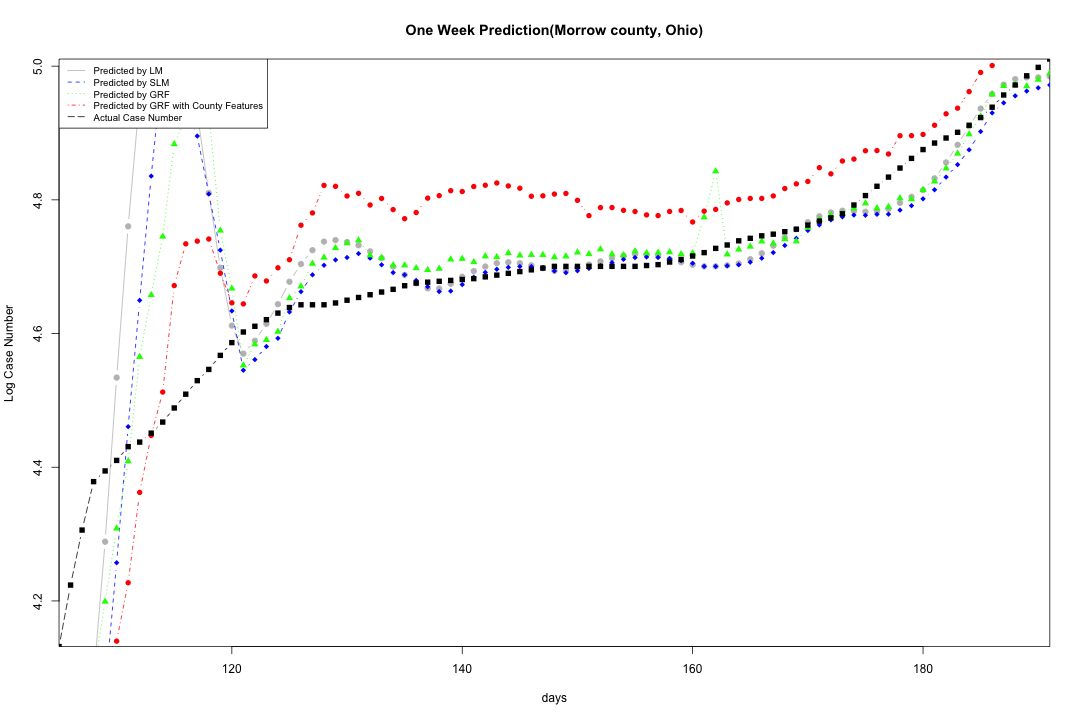 One Week Prediction(Morrow county, Ohio)
Predicted by LM
Predicted by SLM
Predicted by GRF
Predicted by GRF with County Features
Actual Case Number
Log Case Number
5.0
4.8
4.6
4.4
4.2
120 140 160 180
days